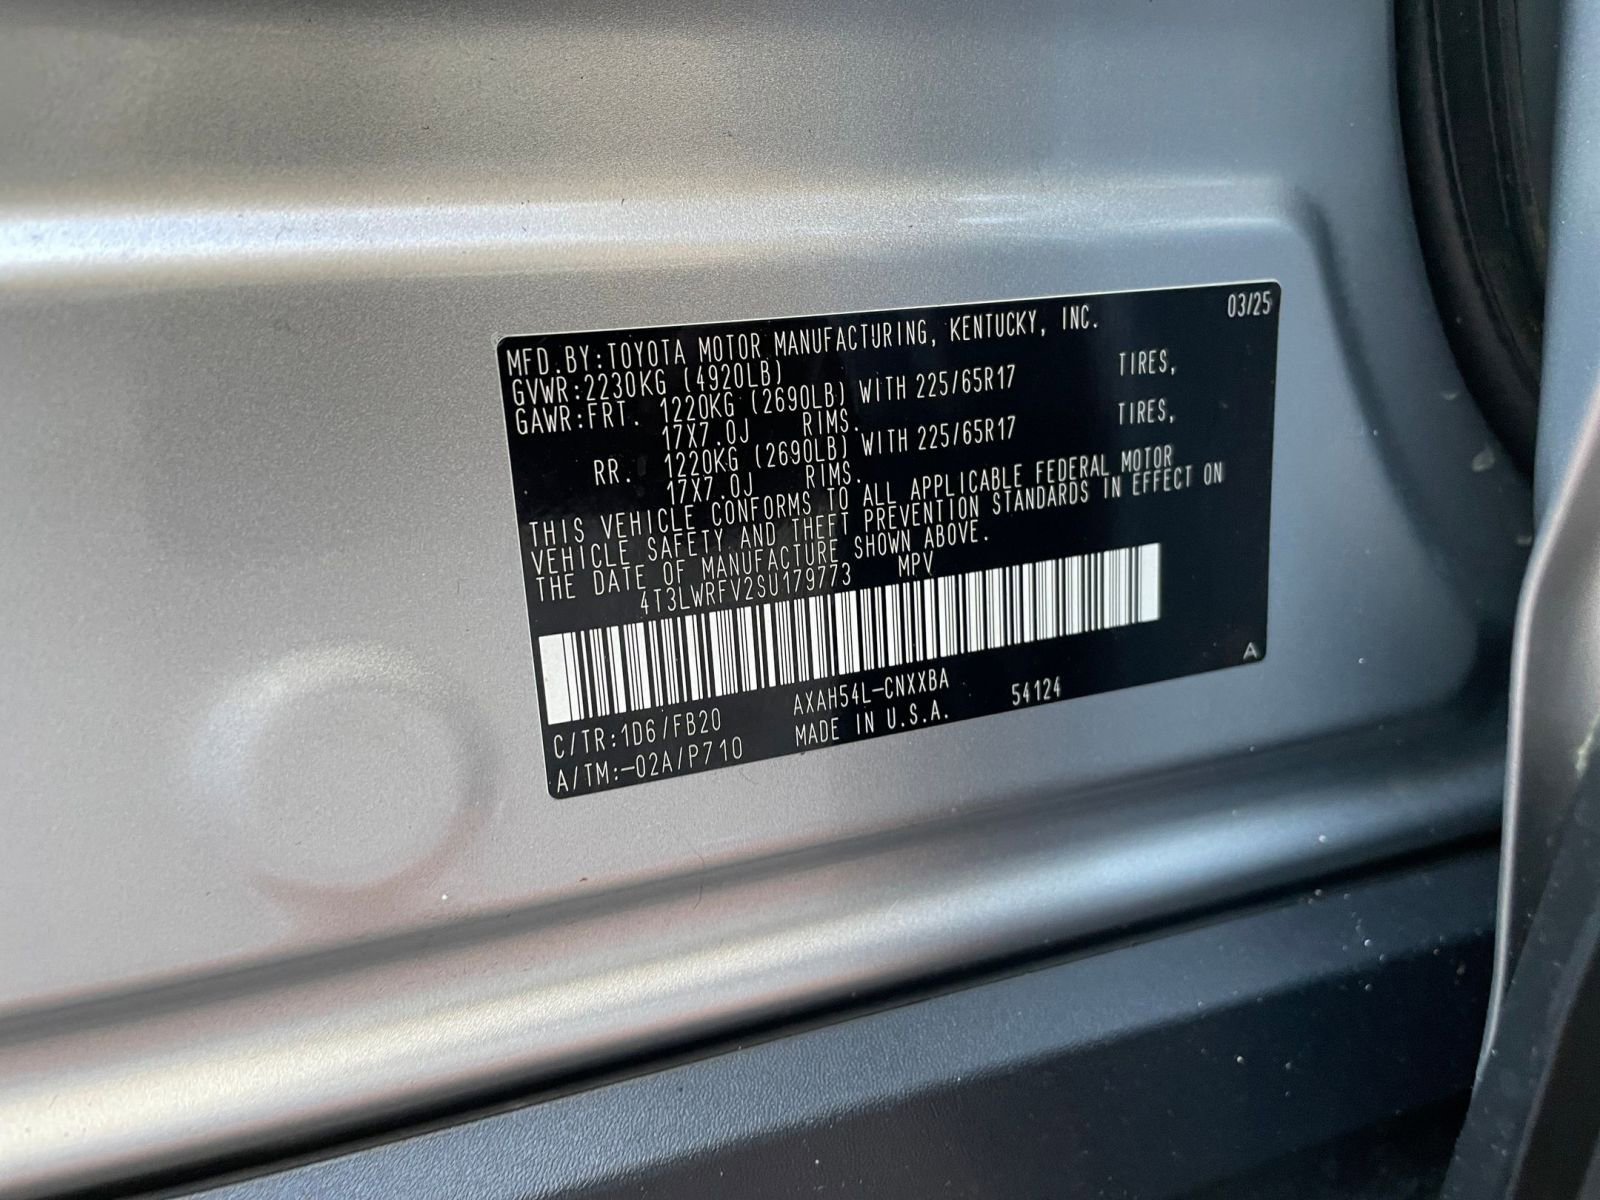 03/25
MFD.BY:TOYOTA MOTOR MANUFACTURING, KENTUCKY, INC.
GVWR:2230KG (4920LB)
GAWR:FRT. 1220KG (2690LB) WITH 225/65R17 TIRES,
17X7.0J RIMS.
RR. 1220KG (2690LB) WITH 225/65R17 TIRES,
17X7.0J RIMS.
THIS VEHICLE CONFORMS TO ALL APPLICABLE FEDERAL MOTOR
VEHICLE SAFETY AND THEFT PREVENTION STANDARDS IN EFFECT ON
THE DATE OF MANUFACTURE SHOWN ABOVE.
4T3LWRFV2SU179773 MPV
A
C/TR:1D6/FB20 AXAH54L-CNXXBA 54124
A/TM:-02A/P710 MADE IN U.S.A.